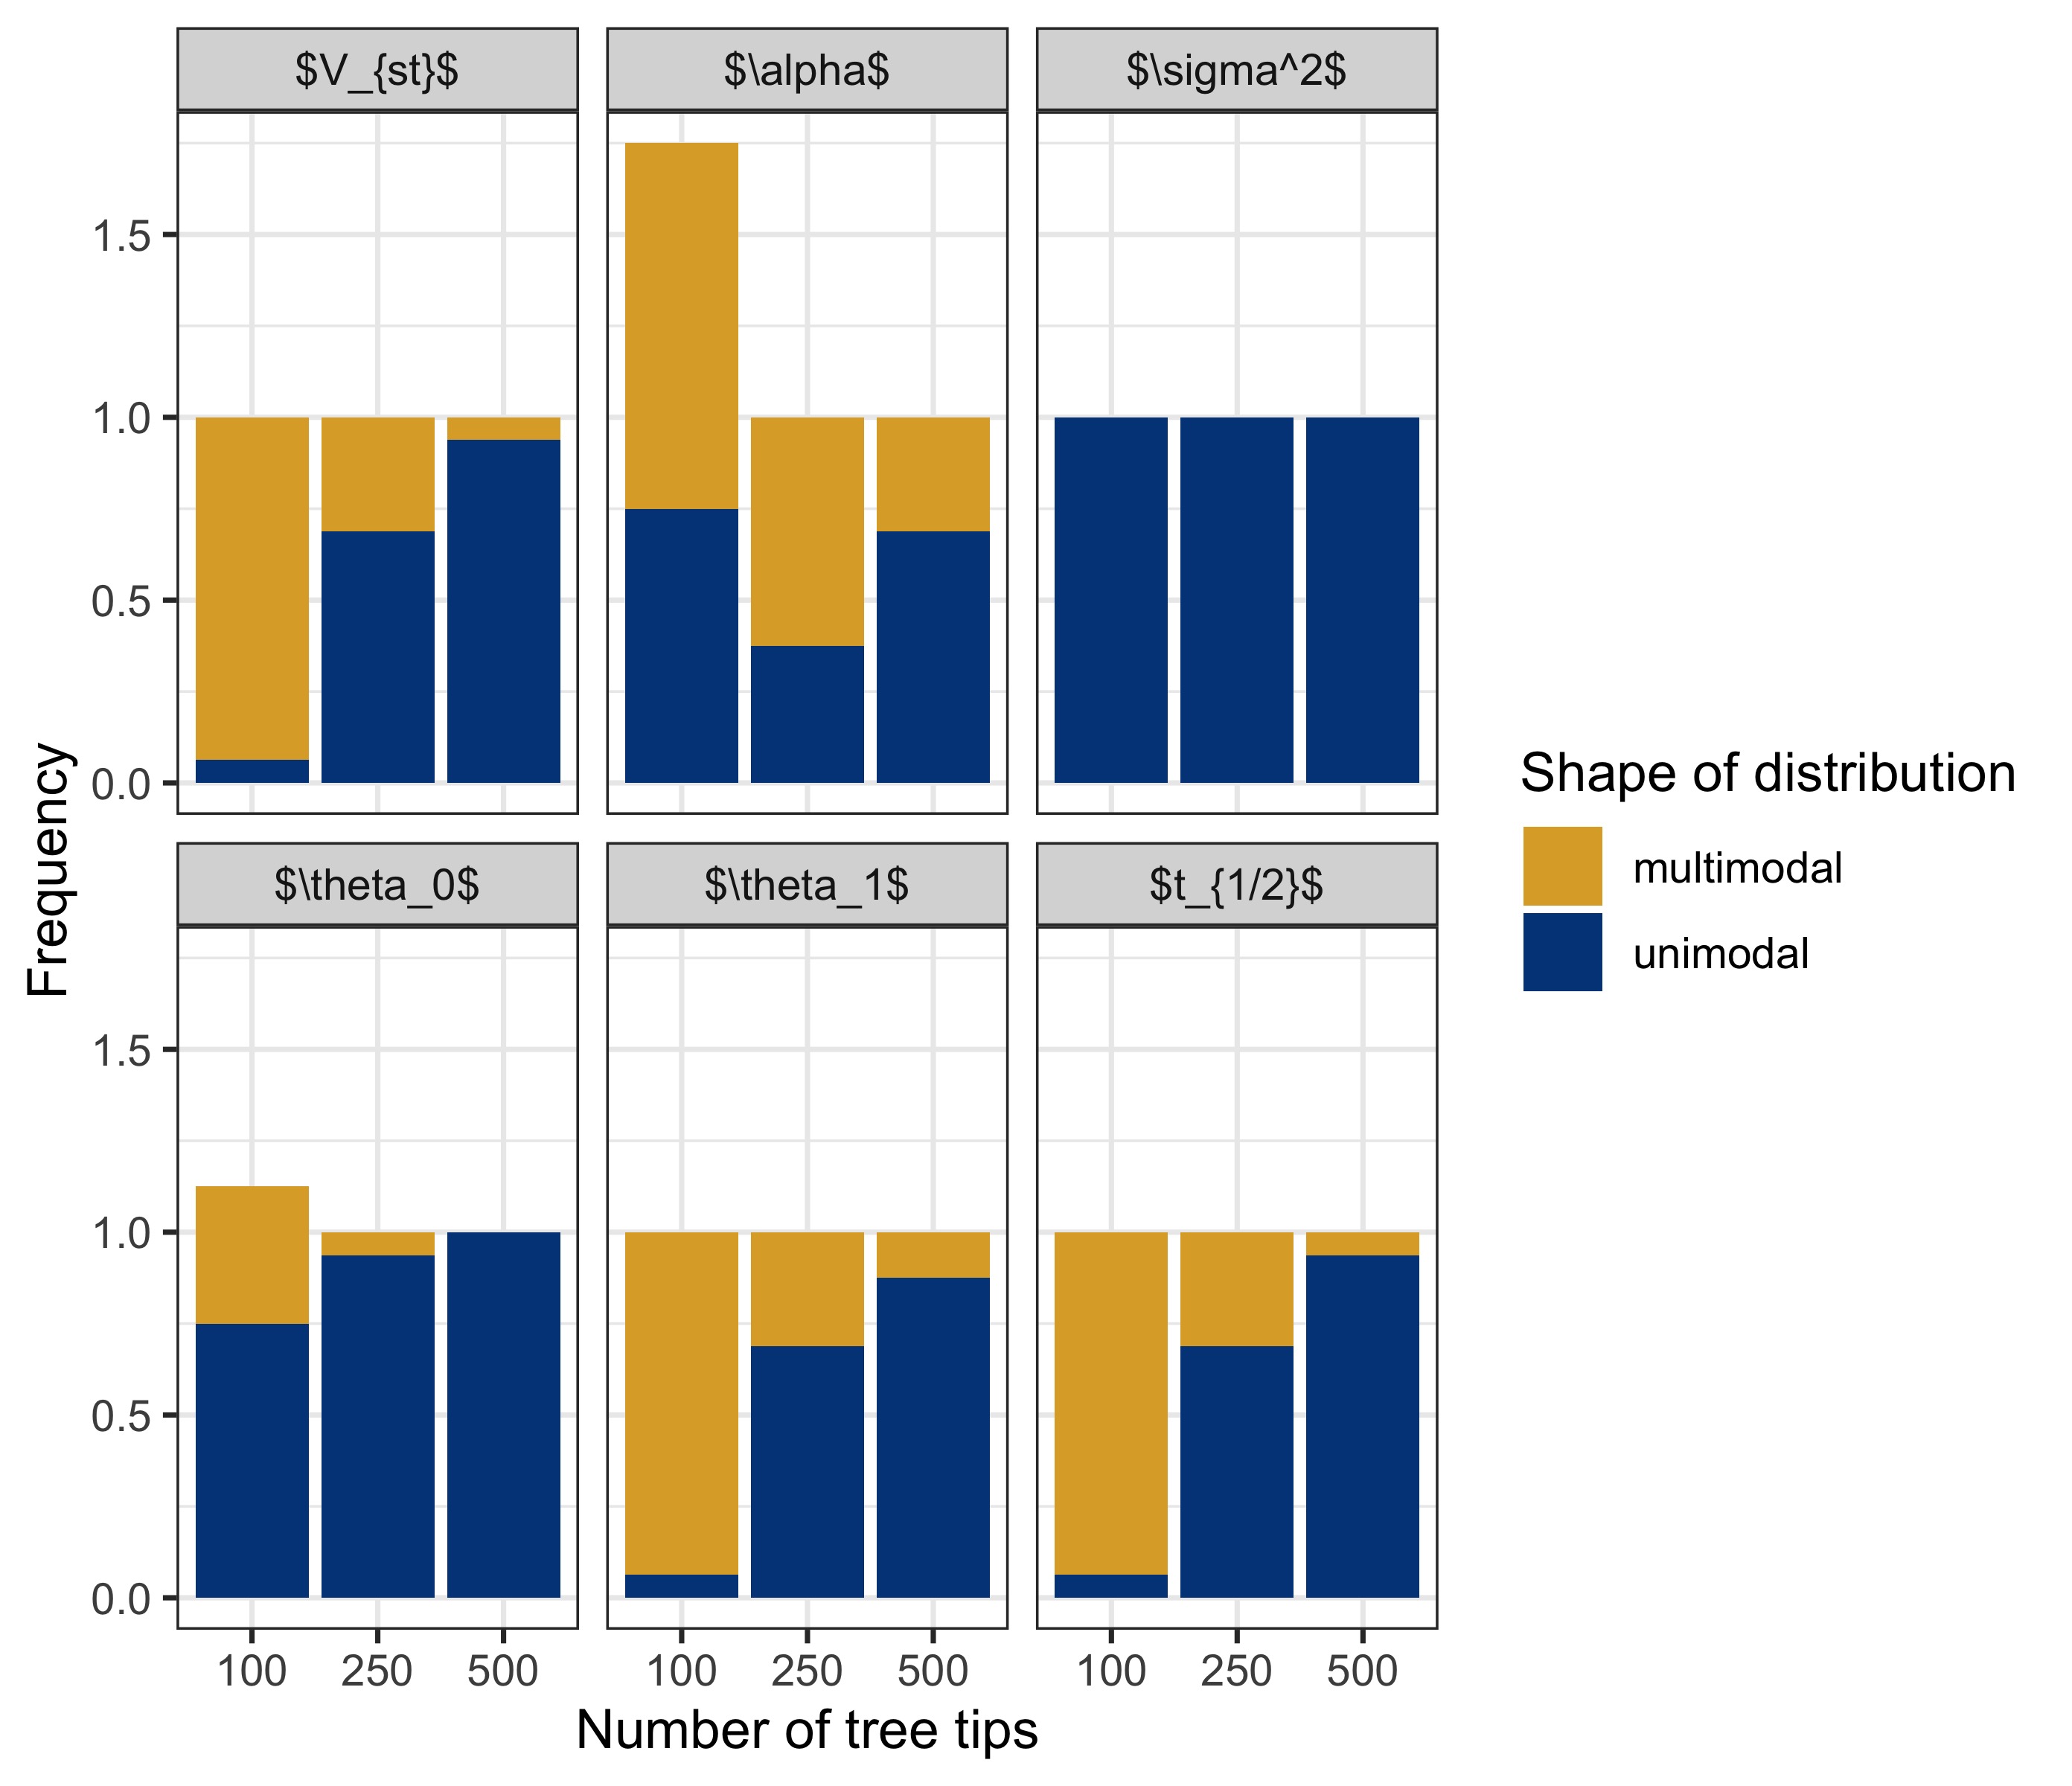 $V_{st}$ $\alpha$ $\sigma^2$
1.5
1.0
0.5
0.0
$\theta_0$ $\theta_1$ $t_{1/2}$
1.5
1.0
0.5
0.0
100 250 500 100 250 500 100 250 500
Number of tree tips
Frequency
Shape of distribution
multimodal
unimodal